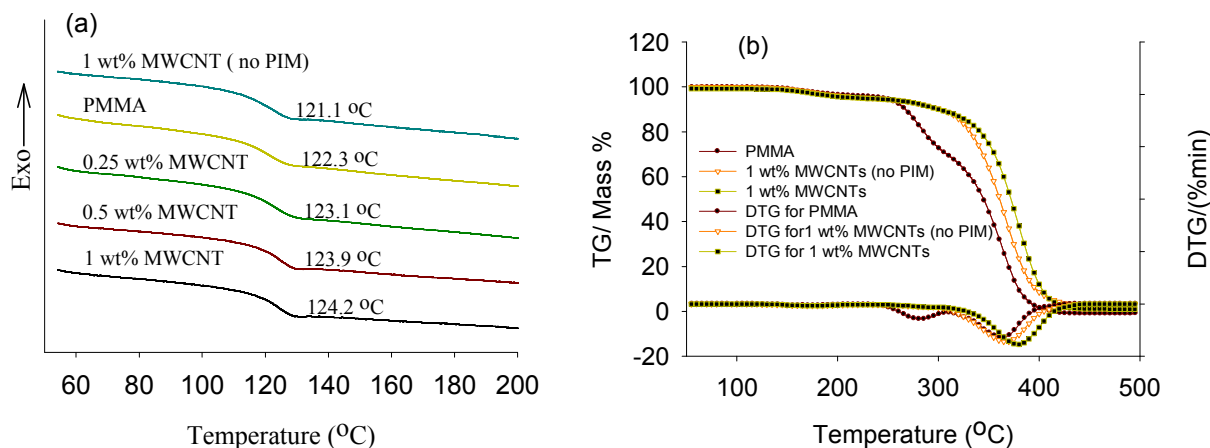 (a)
1 wt% MWCNT ( no PIM)
121.1 ºC
PMMA
122.3 ºC
0.25 wt% MWCNT
123.1 ºC
0.5 wt% MWCNT
123.9 ºC
1 wt% MWCNT
124.2 ºC
Exo
60 80 100 120 140 160 180 200
Temperature (ºC)
(b)
120
100
80
60
40
20
0
-20
TG/ Mass %
PMMA
1 wt% MWCNTs (no PIM)
1 wt% MWCNTs
DTG for PMMA
DTG for1 wt% MWCNTs (no PIM)
DTG for 1 wt% MWCNTs
DTG/(%min)
100 200 300 400 500
Temperature (ºC)